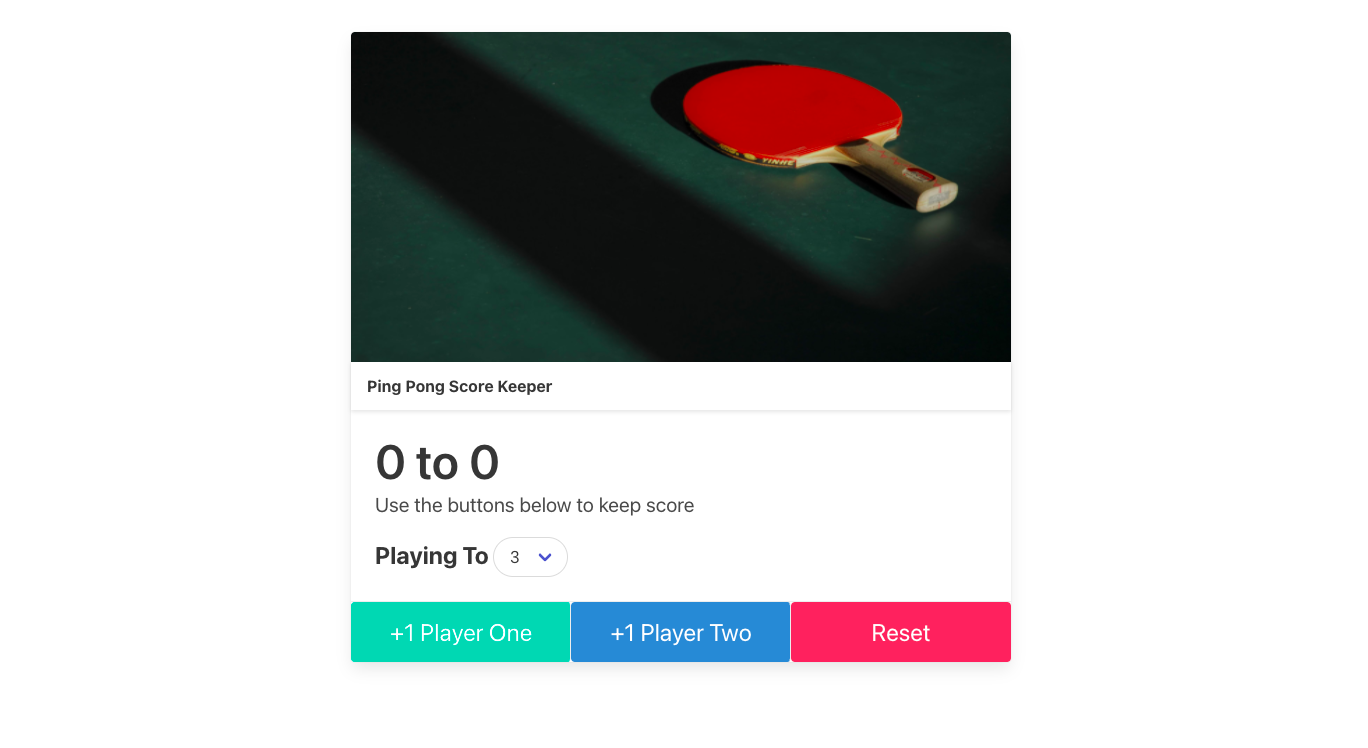 YINHE
Ping Pong Score Keeper
0 to 0
Use the buttons below to keep score
Playing To 3
+1 Player One +1 Player Two Reset